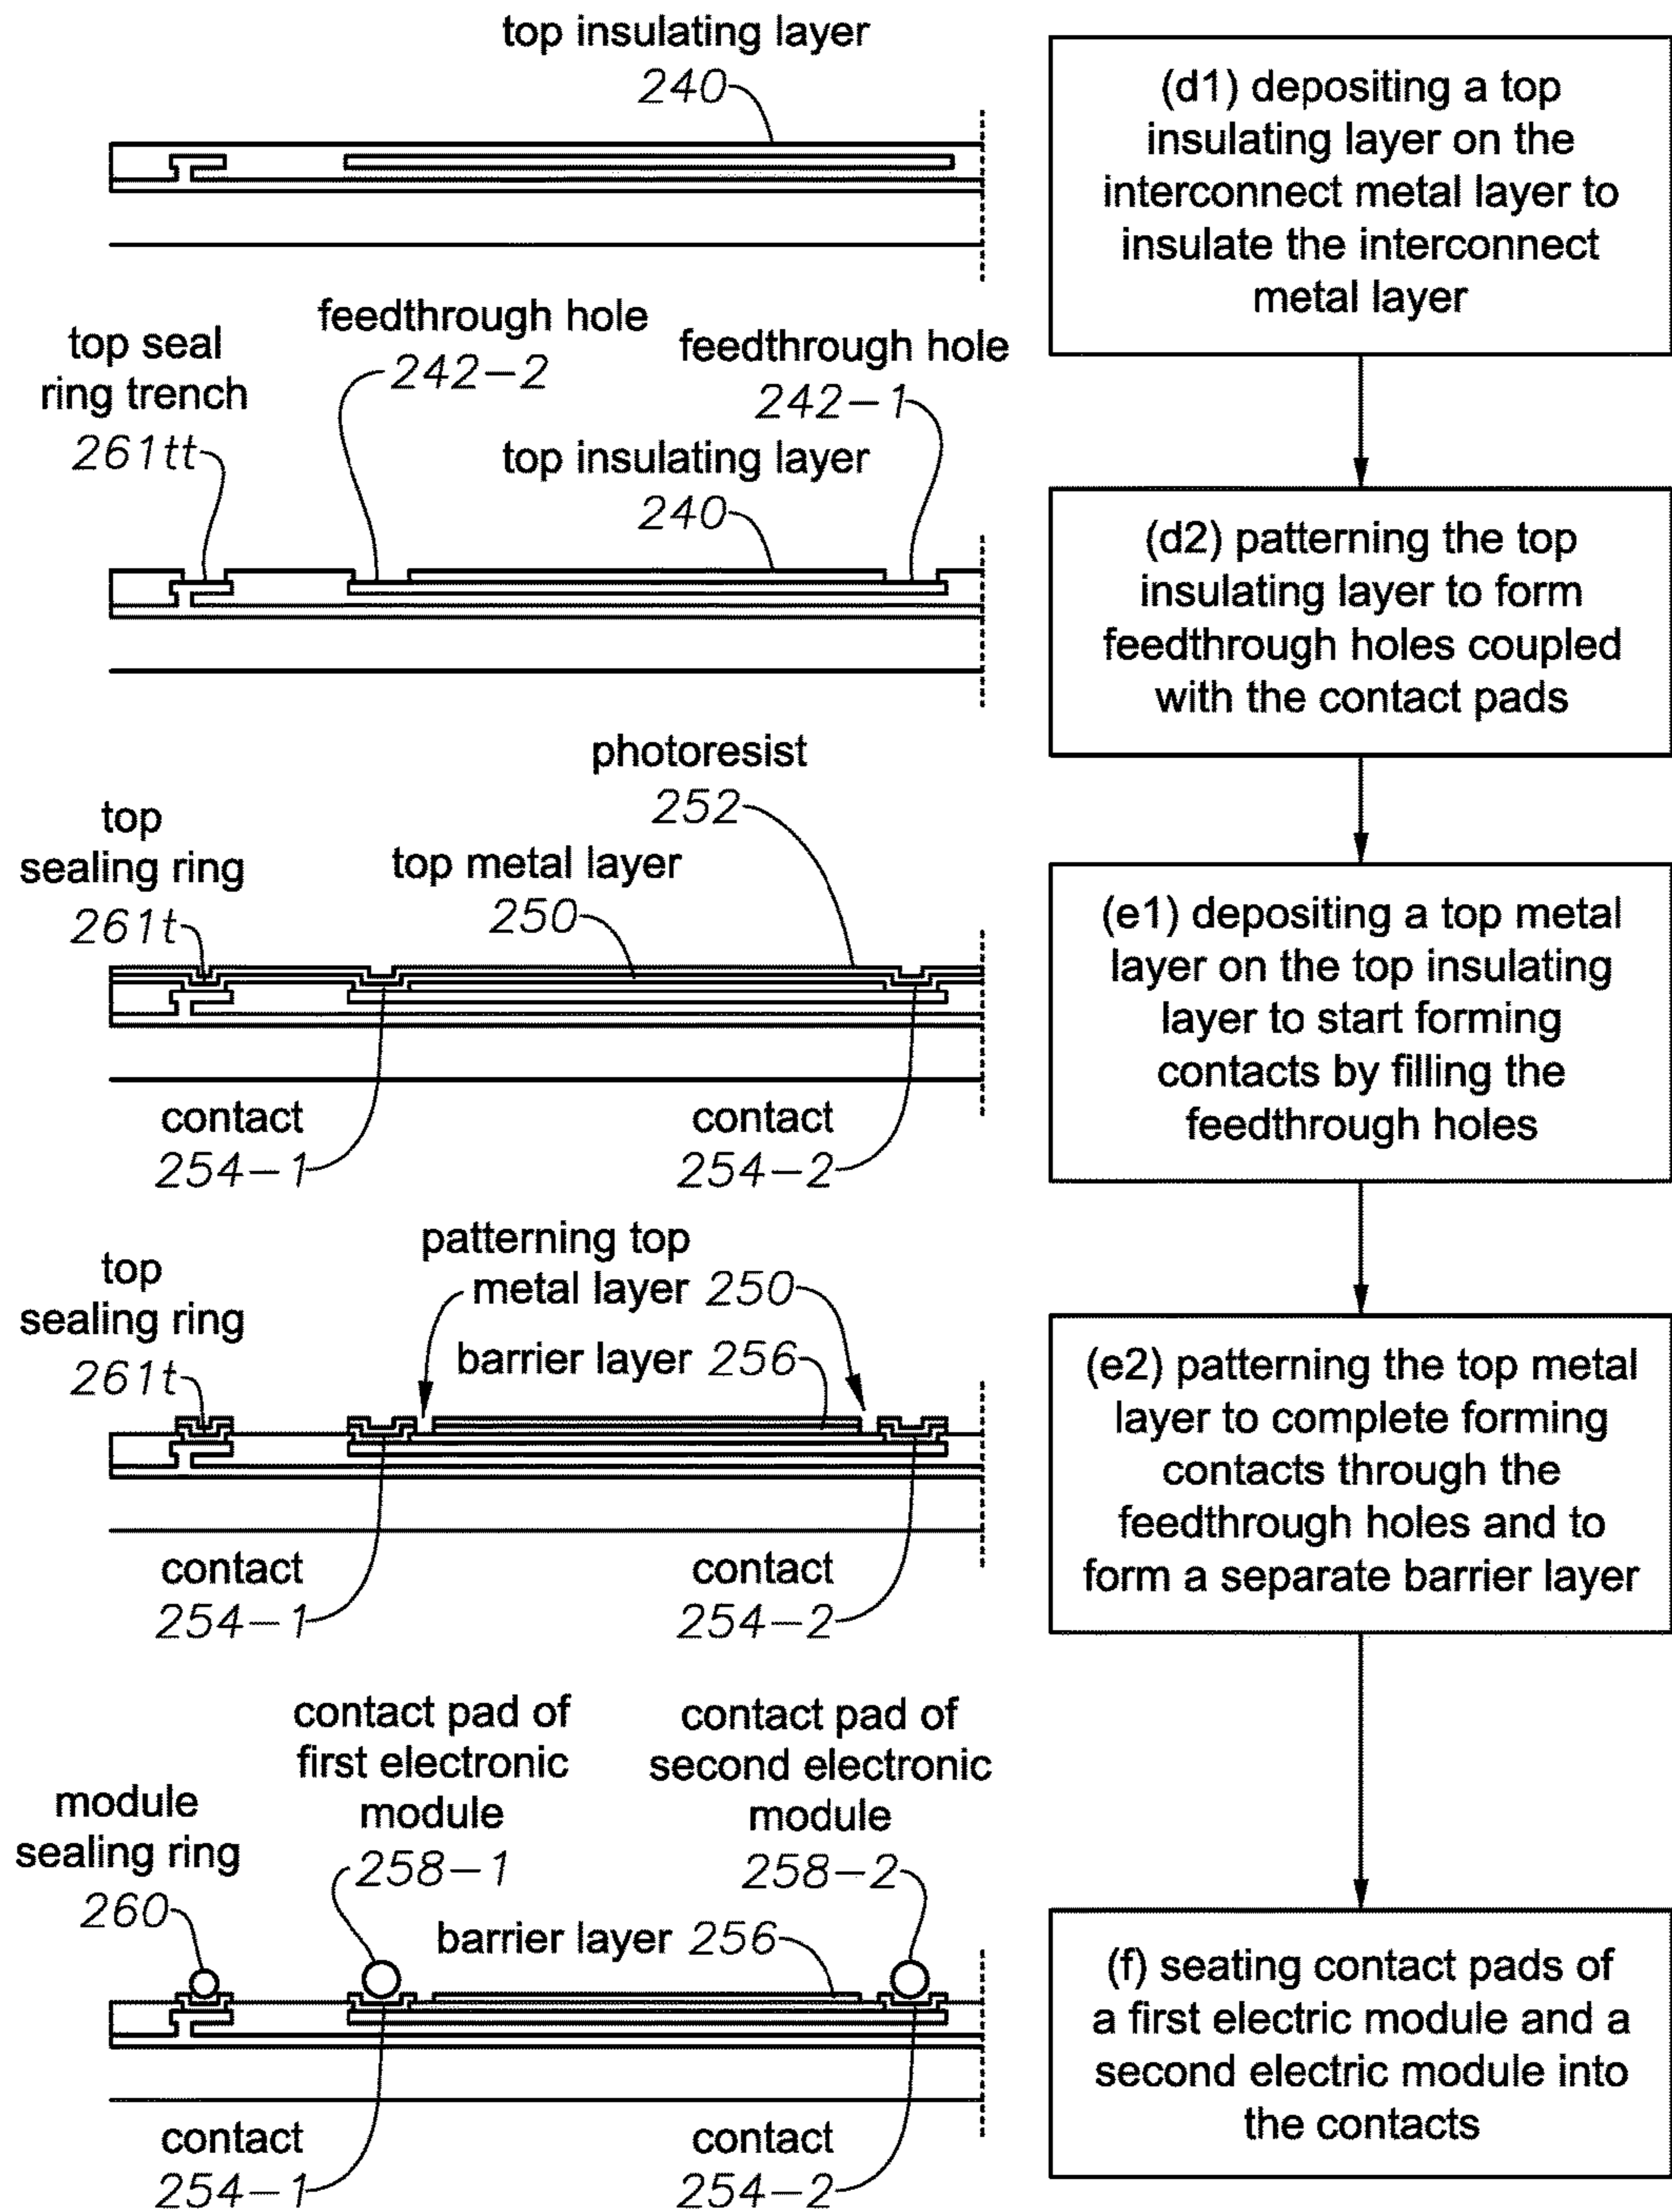 top insulating layer
240
(d1) depositing a top
insulating layer on the
interconnect metal layer to
insulate the interconnect
metal layer
top seal
ring trench
261tt
feedthrough hole
242-2
feedthrough hole
242-1
top insulating layer
240
(d2) patterning the top
insulating layer to form
feedthrough holes coupled
with the contact pads
photoresist
252
top
sealing ring
261t
top metal layer
250
contact
254-1
contact
254-2
(e1) depositing a top metal
layer on the top insulating
layer to start forming
contacts by filling the
feedthrough holes
top
sealing ring
261t
patterning top
metal layer 250
barrier layer 256
contact
254-1
contact
254-2
(e2) patterning the top metal
layer to complete forming
contacts through the
feedthrough holes and to
form a separate barrier layer
module
sealing ring
260
contact pad of
first electronic
module
258-1
contact pad of
second electronic
module
258-2
barrier layer 256
contact
254-1
contact
254-2
(f) seating contact pads of
a first electric module and a
second electric module into
the contacts